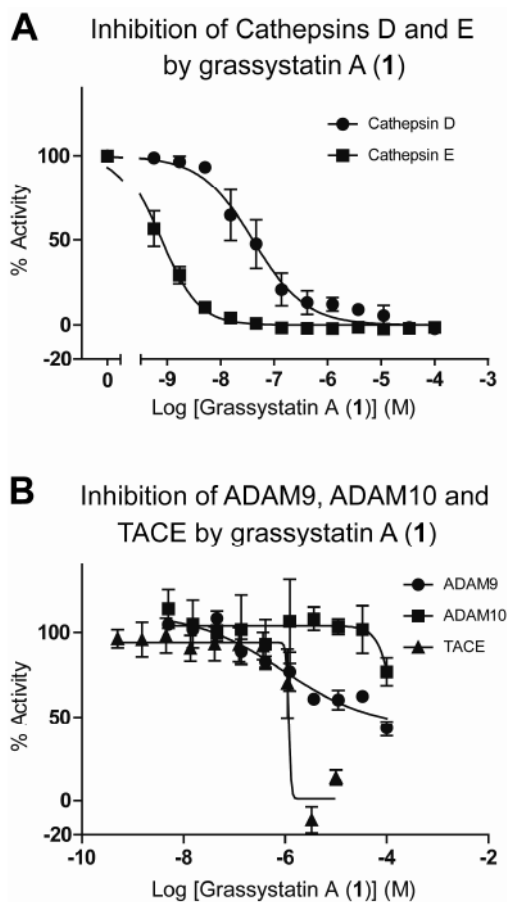 A
Inhibition of Cathepsins D and E
by grassystatin A (1)
Cathepsin D
Cathepsin E
% Activity
100
50
0
-20
0
-9
-8
-7
-6
-5
-4
-3
Log [Grassystatin A (1)] (M)
B
Inhibition of ADAM9, ADAM10 and
TACE by grassystatin A (1)
ADAM9
ADAM10
TACE
% Activity
100
50
0
-20
-10
-8
-6
-4
-2
Log [Grassystatin A (1)] (M)